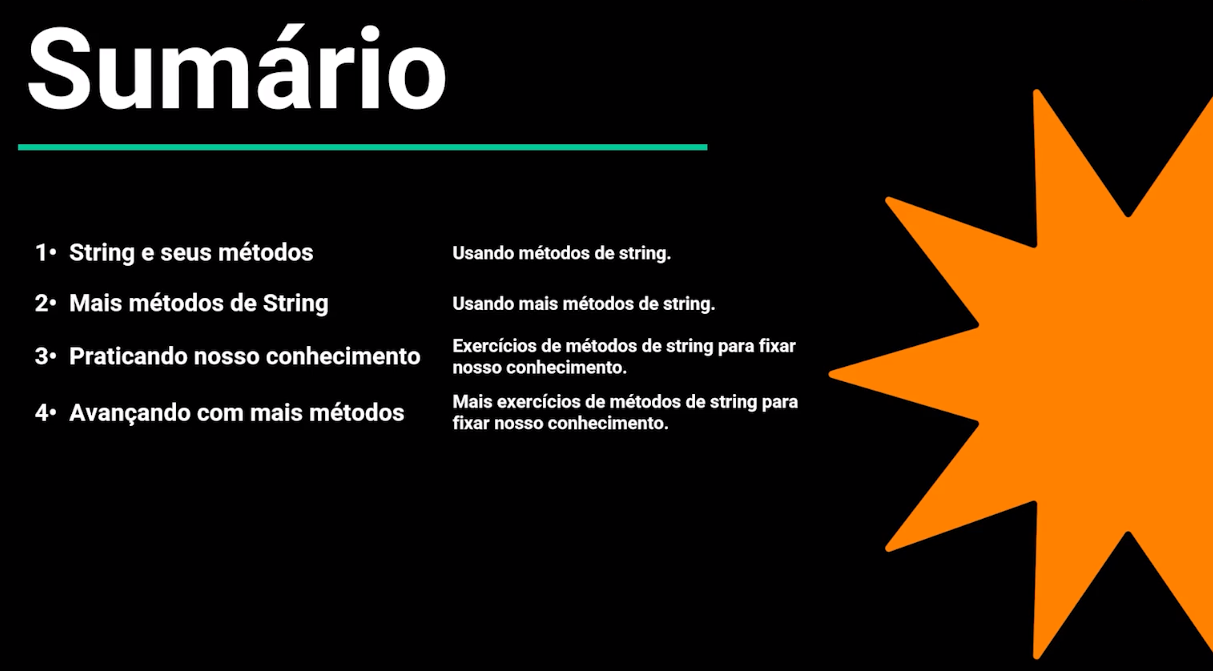 Sumário
1• String e seus métodos
Usando métodos de string.
2• Mais métodos de String
Usando mais métodos de string.
3• Praticando nosso conhecimento
Exercícios de métodos de string para fixar
nosso conhecimento.
4• Avançando com mais métodos
Mais exercícios de métodos de string para
fixar nosso conhecimento.